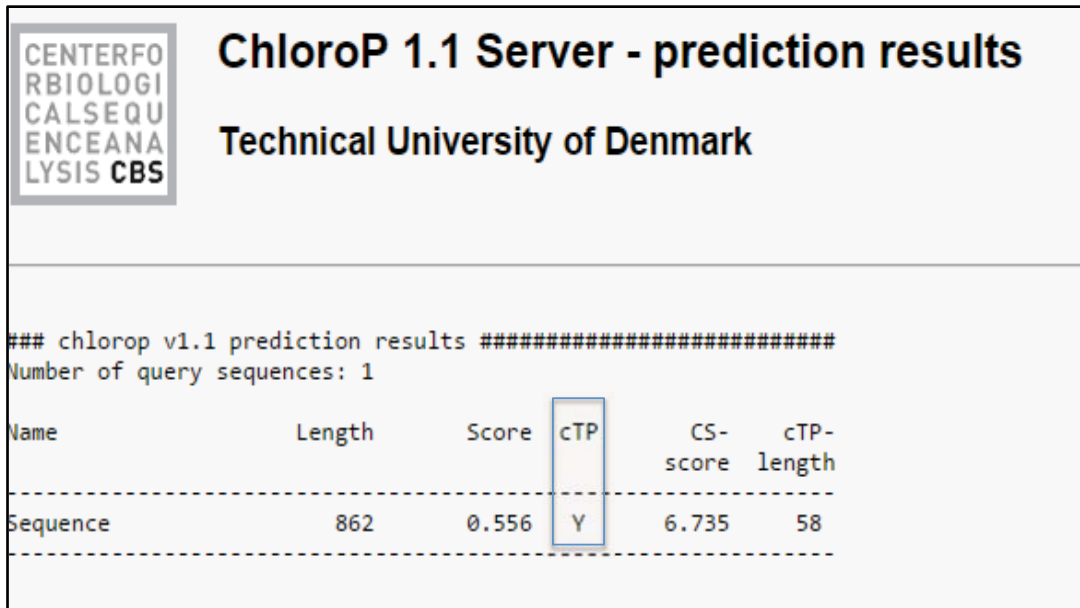 CENTERFO
RBIOLOGI
CALSEQU
ENCEANA
LYSIS CBS
ChloroP 1.1 Server - prediction results
Technical University of Denmark
### chlorop v1.1 prediction results ###########################
Number of query sequences: 1
Name Length Score cTP CS- cTP-
score length
Sequence 862 0.556 Y 6.735 58